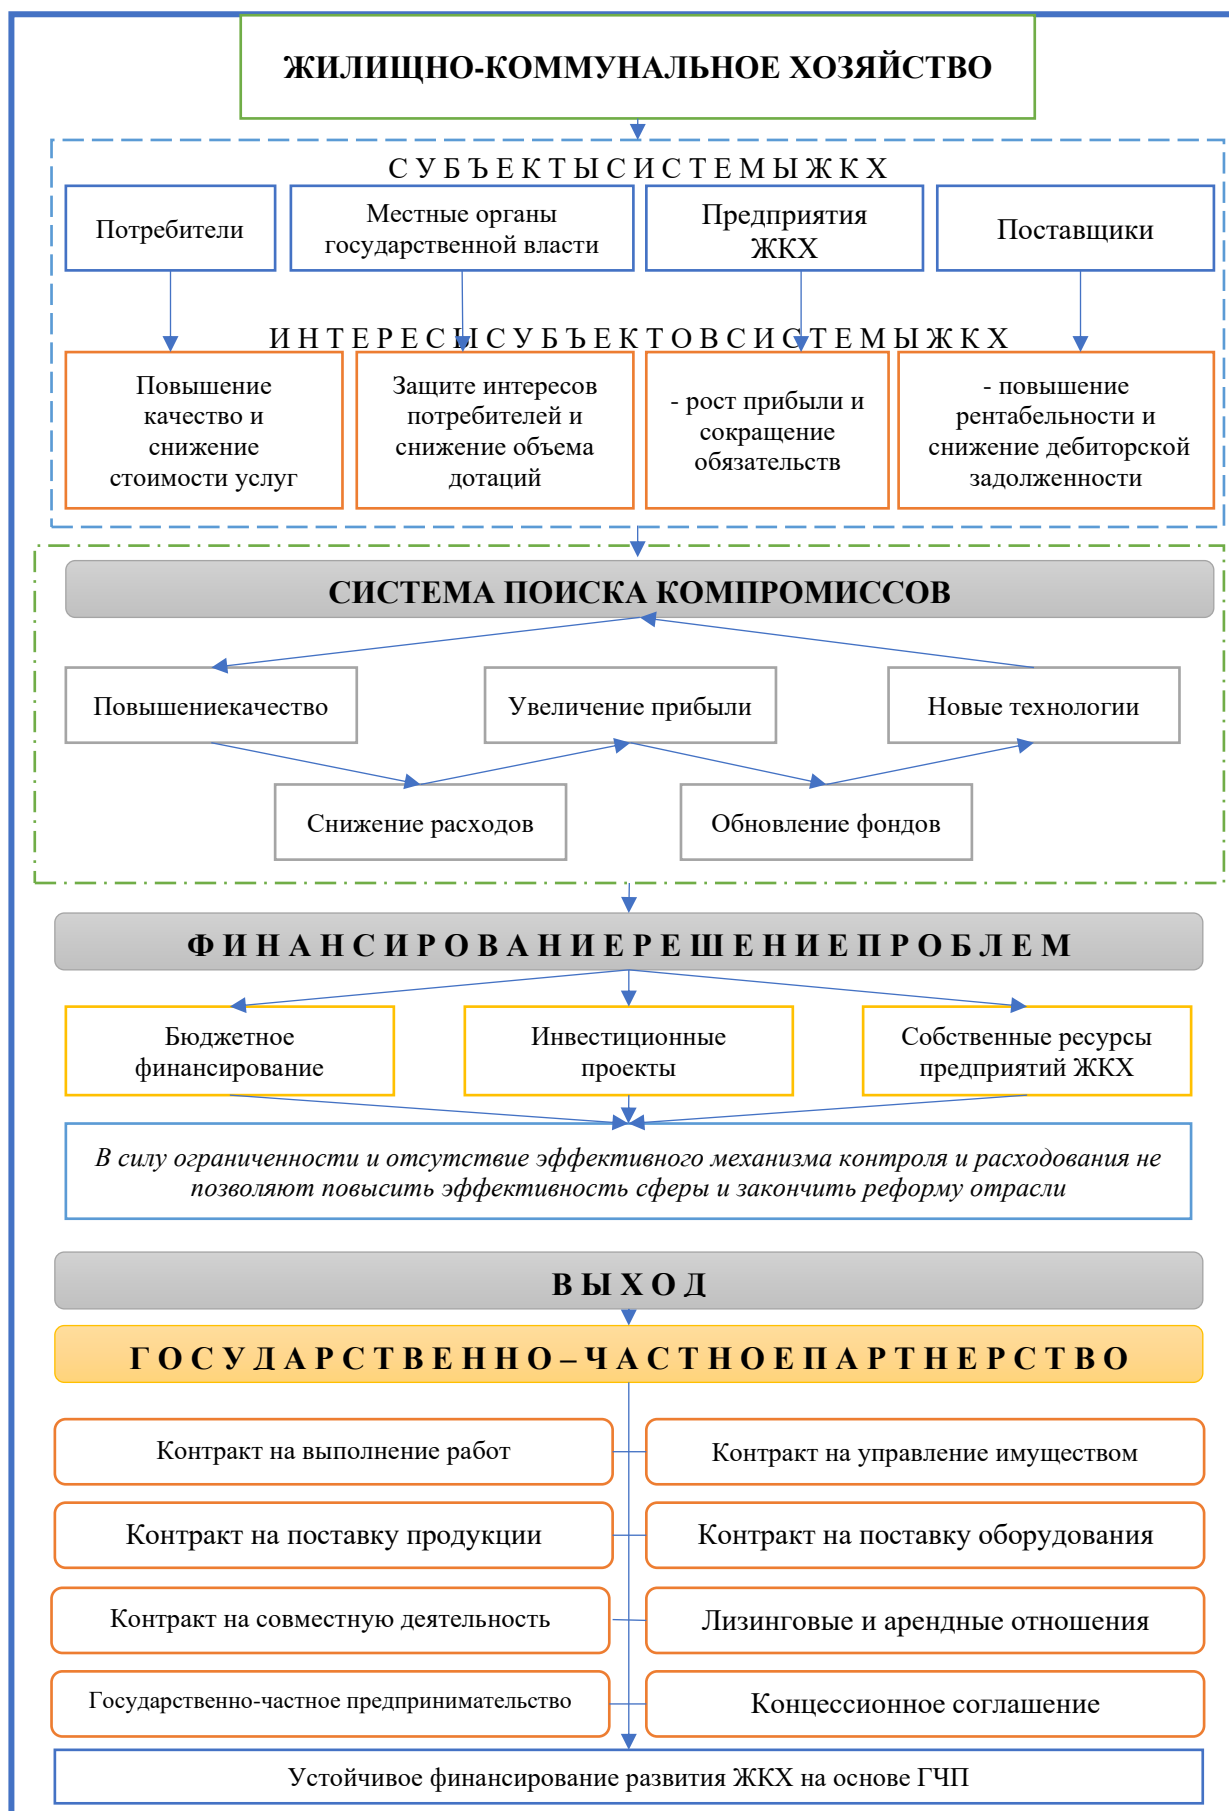 ЖИЛИЩНО-КОММУНАЛЬНОЕ ХОЗЯЙСТВО
С У Б Ъ Е К Т Ы С И С Т Е М Ы Ж К Х
Потребители
Местные органы
государственной власти
Предприятия
ЖКХ
Поставщики
И Н Т Е Р Е С Ы С У Б Ъ Е К Т О В С И С Т Е М Ы Ж К Х
Повышение
качество и
снижение
стоимости услуг
Защите интересов
потребителей и
снижение объема
дотаций
- рост прибыли и
сокращение
обязательств
- повышение
рентабельности и
снижение дебиторской
задолженности
СИСТЕМА ПОИСКА КОМПРОМИССОВ
Повышениекачество
Увеличение прибыли
Новые технологии
Снижение расходов
Обновление фондов
Ф И Н А Н С И Р О В А Н И Е Р Е Ш Е Н И Е П Р О Б Л Е М
Бюджетное
финансирование
Инвестиционные
проекты
Собственные ресурсы
предприятий ЖКХ
В силу ограниченности и отсутствие эффективного механизма контроля и расходования не
позволяют повысить эффективность сферы и закончить реформу отрасли
В Ы Х О Д
Г О С У Д А Р С Т В Е Н Н О – Ч А С Т Н О Е П А Р Т Н Е Р С Т В О
Контракт на выполнение работ
Контракт на управление имуществом
Контракт на поставку продукции
Контракт на поставку оборудования
Контракт на совместную деятельность
Лизинговые и арендные отношения
Государственно-частное предпринимательство
Концессионное соглашение
Устойчивое финансирование развития ЖКХ на основе ГЧП